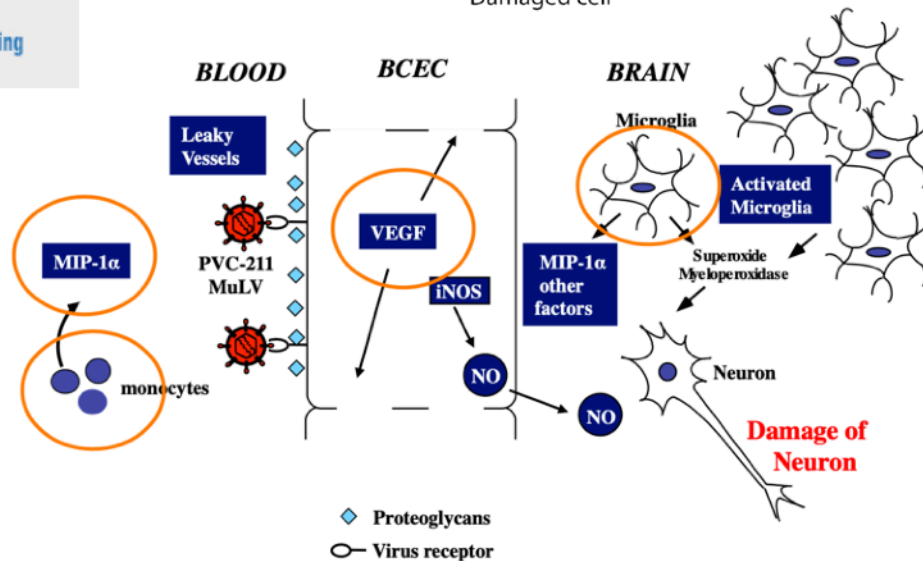 Damaged cell
BLOOD
BCEC
BRAIN
Leaky
Vessels
Microglia
Activated
Microglia
VEGF
MIP-1α
PVC-211
MuLV
iNOS
MIP-1α
other
factors
Superoxide
Myeloperoxidase
monocytes
NO
NO
Neuron
Damage of
Neuron
Proteoglycans
Virus receptor